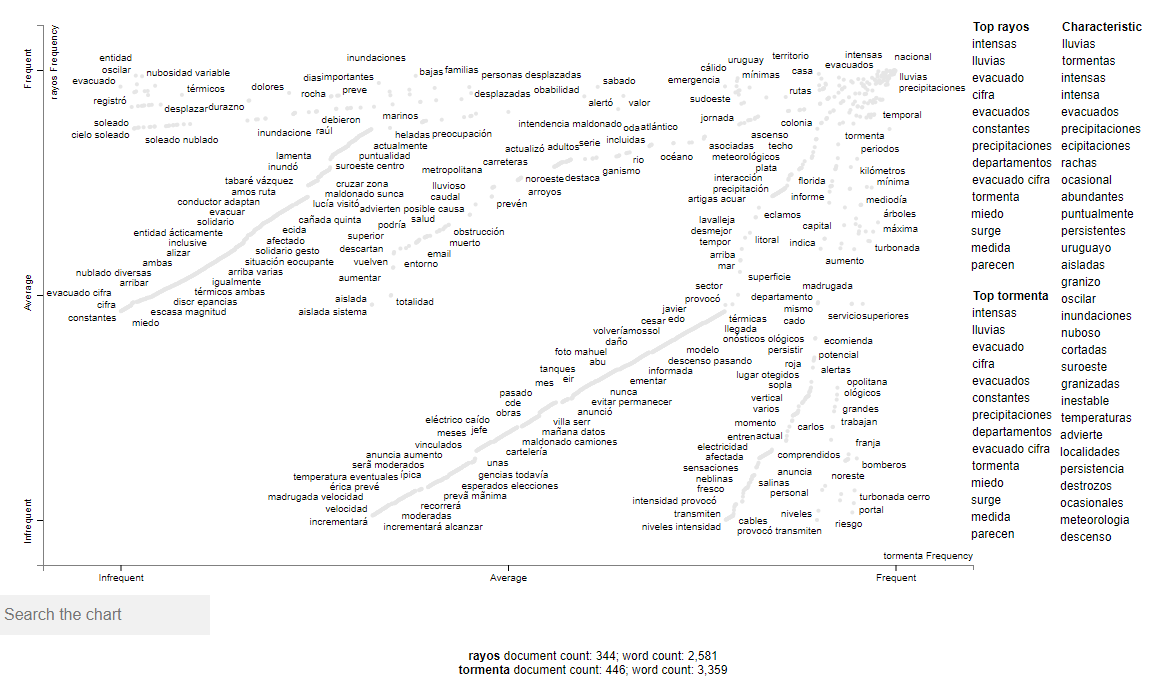 Frequent
rayos Frequency
Average
Infrequent
entidad
inundaciones
oscilar
nubosidad variable
evacuado
térmicos
dolores
dias
importantes
rocha
preve
bajas
familias
personas desplazadas
desplazadas
obabilidad
sabado
alertó
valor
uruguay
territorio
intensas
nacional
cálido
mínimas
casa
evacuados
emergencia
rutas
lluvias
precipitaciones
sudoeste
registró
desplazar
durazno
soleado
cielo soleado
soleado nublado
debieron
marinos
inundacione
raúl
heladas
preocupación
intendencia maldonado
oda
atlántico
jornada
colonia
temporal
actualmente
actualizó
adultos
serie
incluidas
ascenso
tormenta
lamenta
puntualidad
asociadas
techo
periodos
inundó
suroeste centro
carreteras
rio
océano
meteorológicos
metropolitana
ganismo
plata
kilómetros
tabaré vázquez
cruzar zona
lluvioso
noroeste
destaca
interacción
florida
mínima
amos ruta
maldonado sunca
caudal
arroyos
precipitación
conductor adaptan
lucía visitó
prevén
artigas acuar
informe
mediodía
evacuar
advierten posible causa
eclamos
árboles
solidario
cañada quinta
salud
lavalleja
capital
máxima
entidad ácticamente
ecida
podría
obstrucción
desmejor
inclusive
afectado
superior
muerto
tempor
litoral
indica
turbonada
alizar
solidario gesto
descartan
email
arriba
aumento
ambas
situación eocupante
vuelven
entorno
mar
nublado diversas
arriba varias
aumentar
superficie
arribar
igualmente
sector
madrugada
evacuado cifra
térmicos ambas
aislada
totalidad
provocó
departamento
cifra
discr epancias
javier
mismo
constantes
escasa magnitud
aislada sistema
cesar
edo
térmicas
cado
servicio
superiores
miedo
volveríamos
sol
llegada
daño
onósticos
ológicos
ecomienda
foto mahuel
modelo
persistir
potencial
abu
descenso pasando
roja
tanques
informada
lugar otegidos
alertas
mes
eir
ementar
sopla
opolitana
pasado
nunca
vertical
ológicos
cde
evitar permanecer
varios
grandes
obras
anunció
eléctrico caído
villa serr
momento
carlos
trabajan
meses
jefe
mañana datos
entren
actual
vinculados
maldonado camiones
electricidad
franja
anuncia aumento
cartelería
afectada
comprendidos
serã moderados
unas
sensaciones
bomberos
temperatura eventuales
ípica
gencias todavía
neblinas
anuncia
noreste
érica prevé
esperados elecciones
fresco
salinas
madrugada velocidad
prevã mãnima
intensidad provocó
personal
turbonada cerro
velocidad
recorrerá
transmiten
niveles
portal
incrementará
moderadas
cables
riesgo
incrementará alcanzar
niveles intensidad
provocó transmiten
tormenta Frequency
Infrequent
Average
Frequent
Top rayos
intensas
lluvias
evacuado
cifra
evacuados
constantes
precipitaciones
departamentos
evacuado cifra
tormenta
miedo
surge
medida
parecen
Top tormenta
intensas
lluvias
evacuado
cifra
evacuados
constantes
precipitaciones
departamentos
evacuado cifra
tormenta
miedo
surge
medida
parecen
Characteristic
lluvias
tormentas
intensas
intensa
evacuados
precipitaciones
ecipitaciones
rachas
ocasional
abundantes
puntualmente
persistentes
uruguayo
aisladas
granizo
oscilar
inundaciones
nuboso
cortadas
suroeste
granizadas
inestable
temperaturas
advierte
localidades
persistencia
destrozos
ocasionales
meteorologia
descenso
Search the chart
rayos document count: 344; word count: 2,581
tormenta document count: 446; word count: 3,359